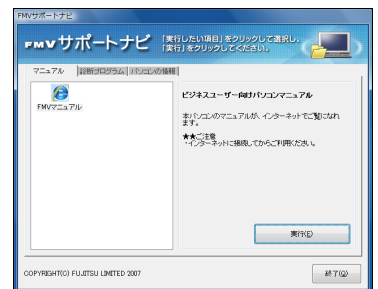 FMVサポートナビ
FMVサポートナビ
「実行したい項目」をクリックして選択し、
「実行」をクリックしてください。
マニュアル 診断プログラム パソコンの情報
FMVマニュアル
ビジネスユーザー向けパソコンマニュアル
本パソコンのマニュアルが、インターネットでご覧になれ
ます。
★★ご注意
・インターネットに接続してからご利用ください。
実行(E)
COPYRIGHT(C) FUJITSU LIMITED 2007
終了(Q)